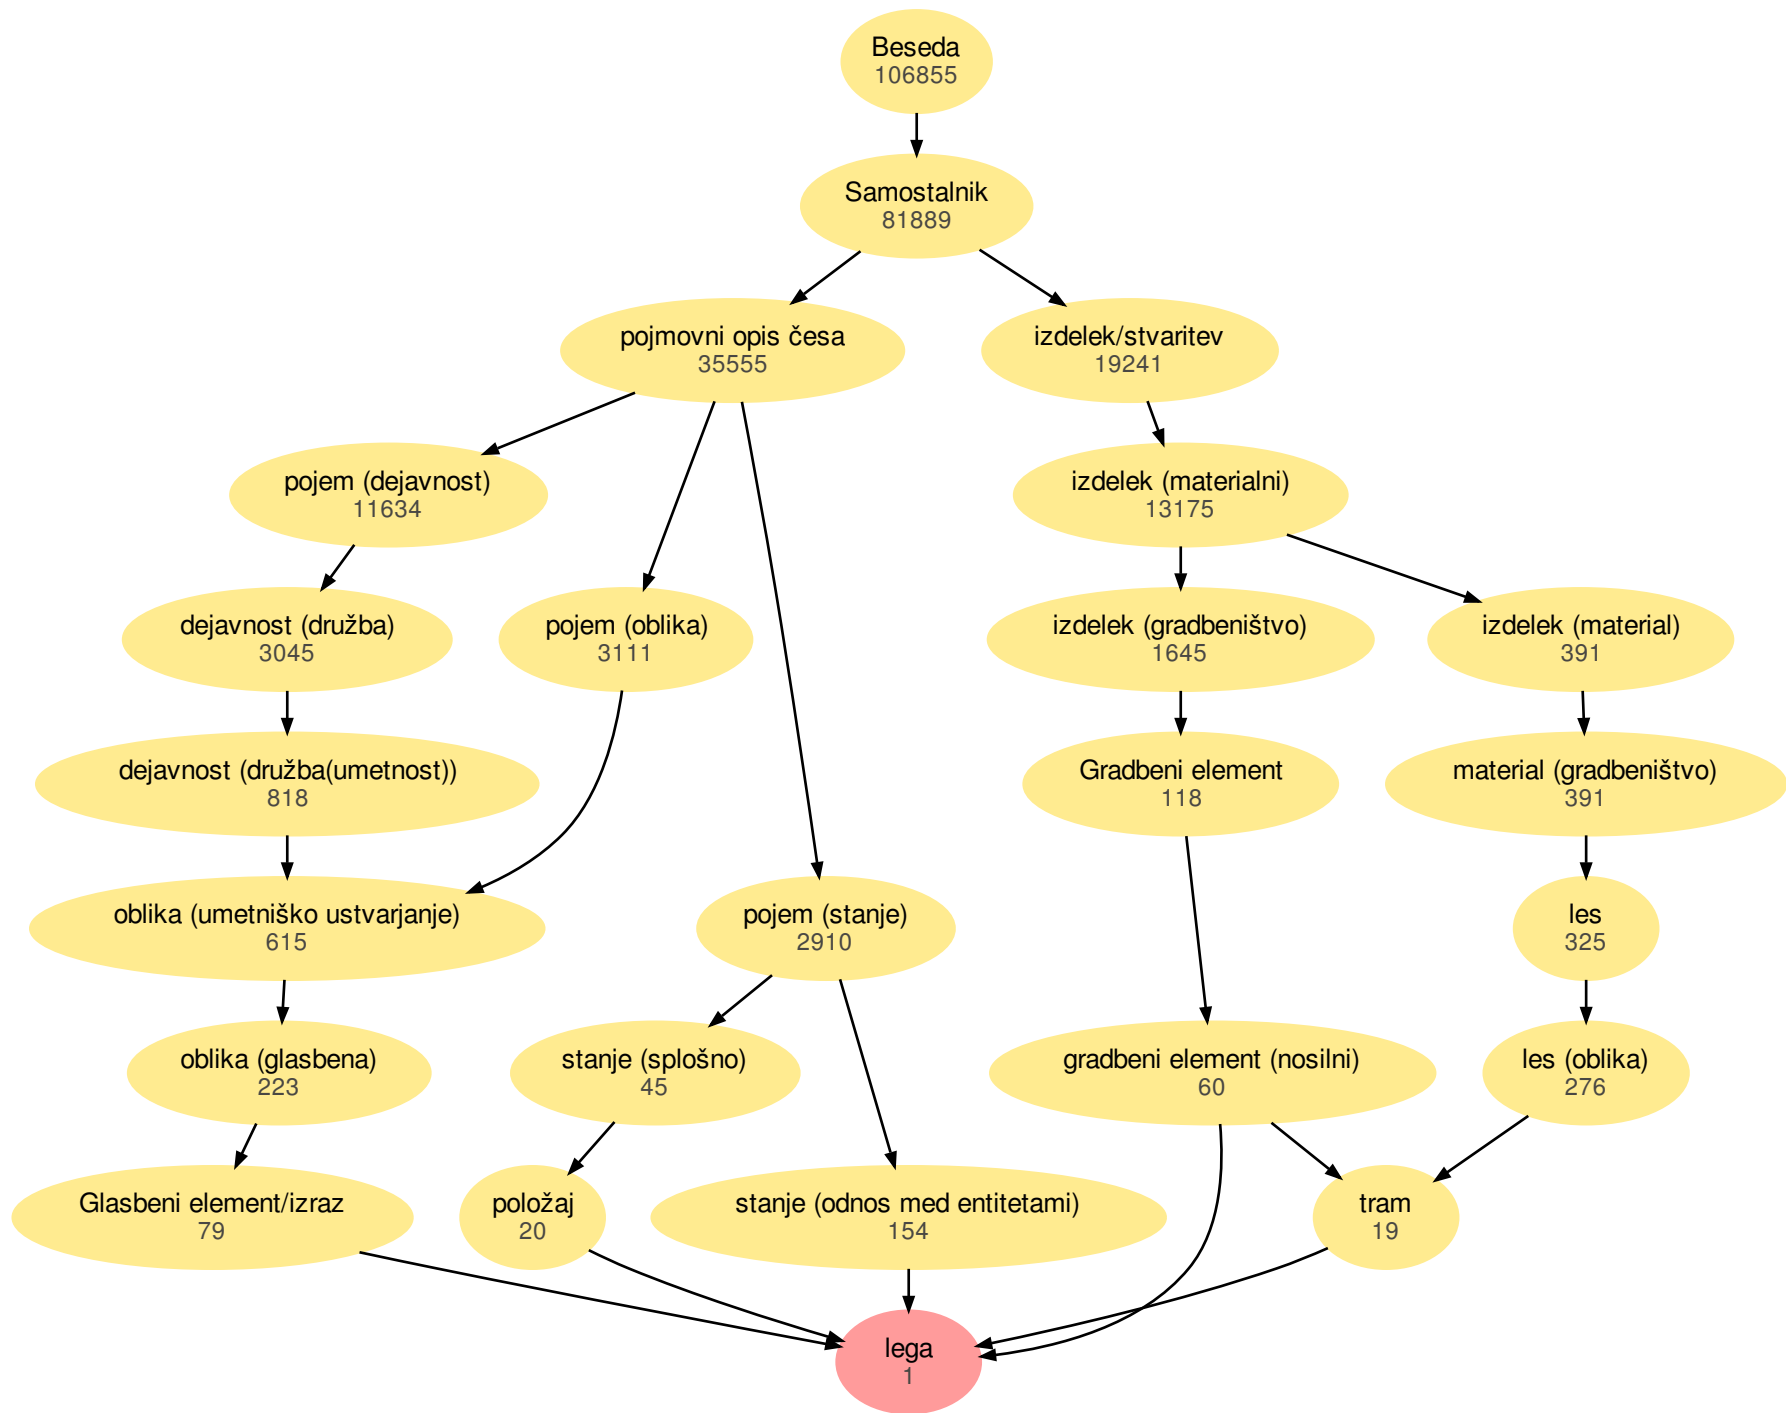 Beseda
106855
Samostalnik
81889
pojmovni opis česa
35555
izdelek/stvaritev
19241
pojem (dejavnost)
11634
izdelek (materialni)
13175
dejavnost (družba)
3045
pojem (oblika)
3111
izdelek (gradbeništvo)
1645
izdelek (material)
391
dejavnost (družba(umetnost))
818
Gradbeni element
118
material (gradbeništvo)
391
oblika (umetniško ustvarjanje)
615
pojem (stanje)
2910
les
325
oblika (glasbena)
223
stanje (splošno)
45
gradbeni element (nosilni)
60
les (oblika)
276
Glasbeni element/izraz
79
položaj
20
stanje (odnos med entitetami)
154
tram
19
lega
1